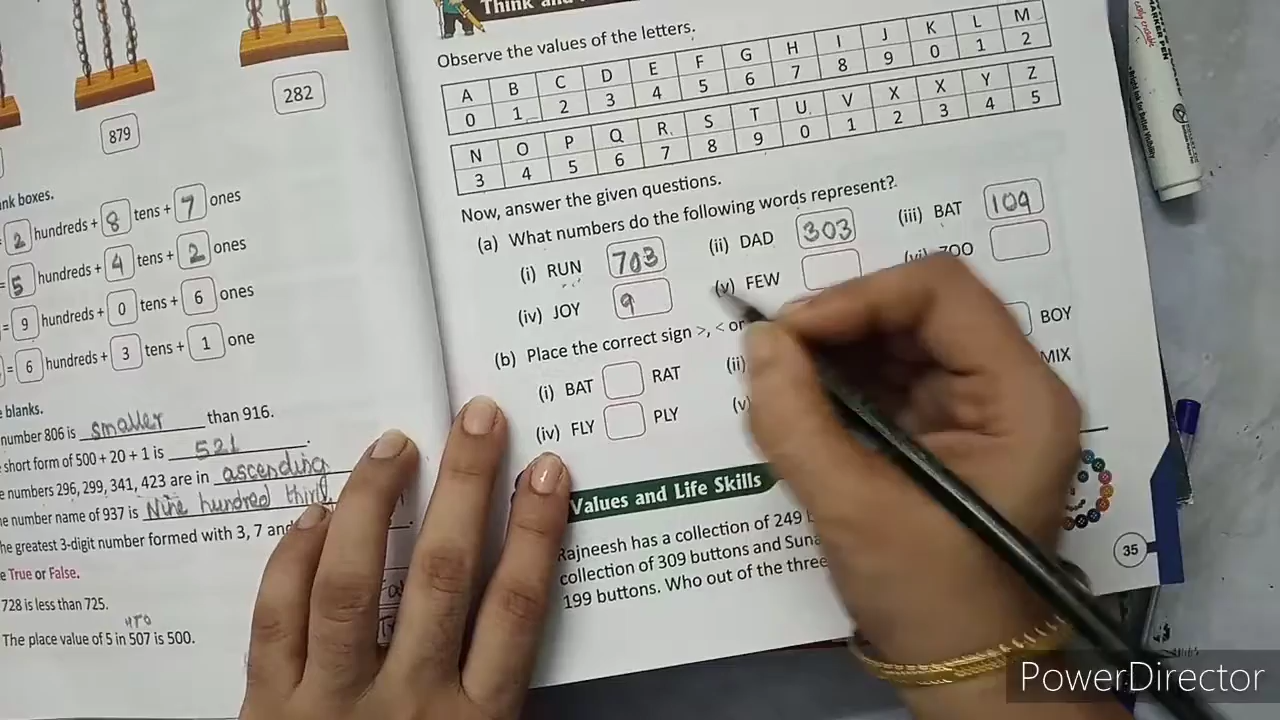 282
879
nk boxes.
= 2 hundreds + 8 tens + 7 ones
5 hundreds + 4 tens + 2 ones
= 9 hundreds + 0 tens + 6 ones
= 6 hundreds + 3 tens + 1 one
e blanks.
number 806 is smaller than 916.
short form of 500 + 20 + 1 is 521.
e numbers 296, 299, 341, 423 are in ascending
e number name of 937 is Nine hundred thirty
he greatest 3-digit number formed with 3, 7 and
e True or False.
728 is less than 725.
HTO
The place value of 5 in 507 is 500.
Think and
Observe the values of the letters.
A B C D E F G H I J K L M
0 1 2 3 4 5 6 7 8 9 0 1 2
N O P Q R S T U V X X Y Z
3 4 5 6 7 8 9 0 1 2 3 4 5
Now, answer the given questions.
(a) What numbers do the following words represent?
(i) RUN 703 (ii) DAD 303 (iii) BAT 109
(iv) JOY 9 (v) FEW (vi) ZOO
(b) Place the correct sign >, < or
(i) BAT RAT (ii) BOY
(iv) FLY PLY (v) MIX
Values and Life Skills
Rajneesh has a collection of 249
collection of 309 buttons and Suna
199 buttons. Who out of the three
35
PowerDirector